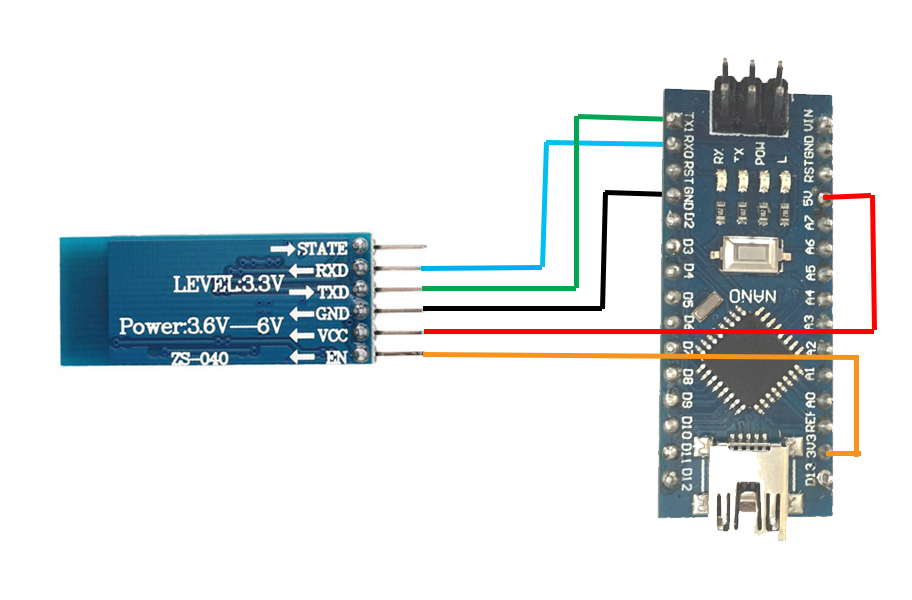 STATE
RXD
LEVEL:3.3V
TXD
GND
Power:3.6V—6V
VCC
ZS-040
EN
TX1
RX0
RST
GND
D2
D3
D4
D5
D6
D7
D8
D9
D10
D11
D12
RX
TX
POW
L
NANO
VIN
GND
RST
5V
A7
A6
A5
A4
A3
A2
A1
A0
REF
3V3
D13